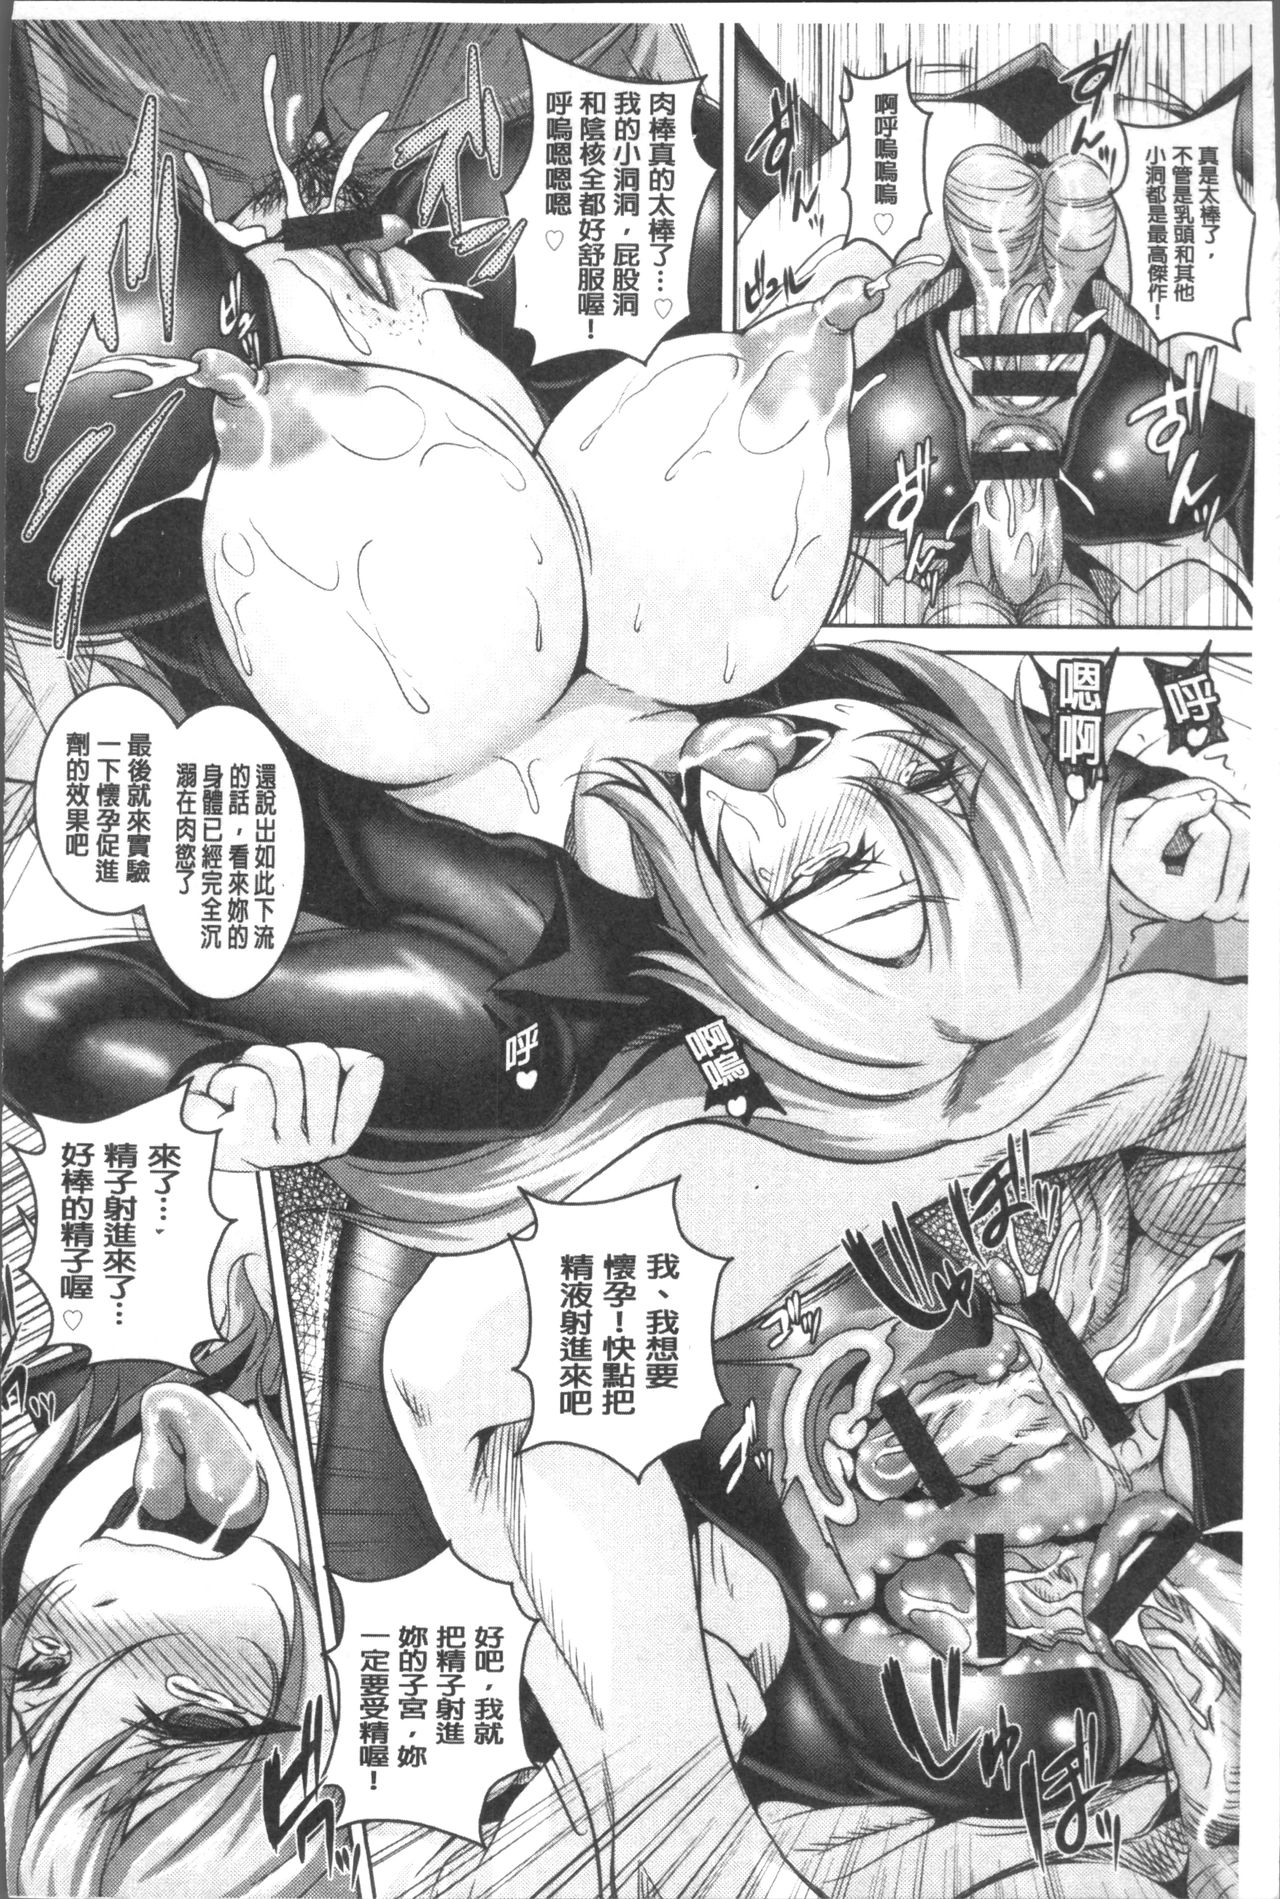 真是太棒了，
不管是乳頭和其他
小洞都是最高傑作！
啊呼嗚嗚嗚
♡
肉棒真的太棒了…♡
我的小洞洞，屁股洞
和陰核全都好舒服喔！
呼嗚嗯嗯嗯
♡
呼♥
嗯啊♥
還說出如此下流
的話，看來妳的
身體已經完全沉
溺在肉慾了
最後就來實驗
一下懷孕促進
劑的效果吧
啊嗚♥
呼♥
我、我想要
懷孕！快點把
精液射進來吧
好吧，我就
把精子射進
妳的子宮，妳
一定要受精喔！
來了…
精子射進來了…
好棒的精子喔♡